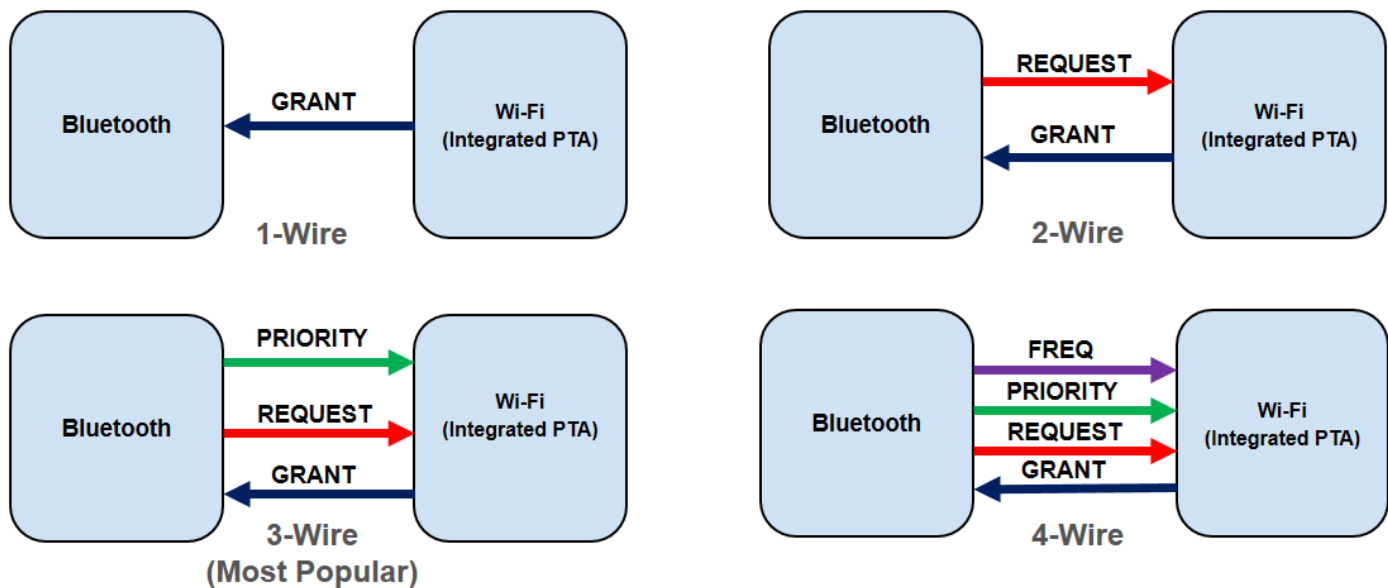 Bluetooth
GRANT
Wi-Fi
(Integrated PTA)
1-Wire
Bluetooth
REQUEST
GRANT
Wi-Fi
(Integrated PTA)
2-Wire
Bluetooth
PRIORITY
REQUEST
GRANT
Wi-Fi
(Integrated PTA)
3-Wire
(Most Popular)
Bluetooth
FREQ
PRIORITY
REQUEST
GRANT
Wi-Fi
(Integrated PTA)
4-Wire